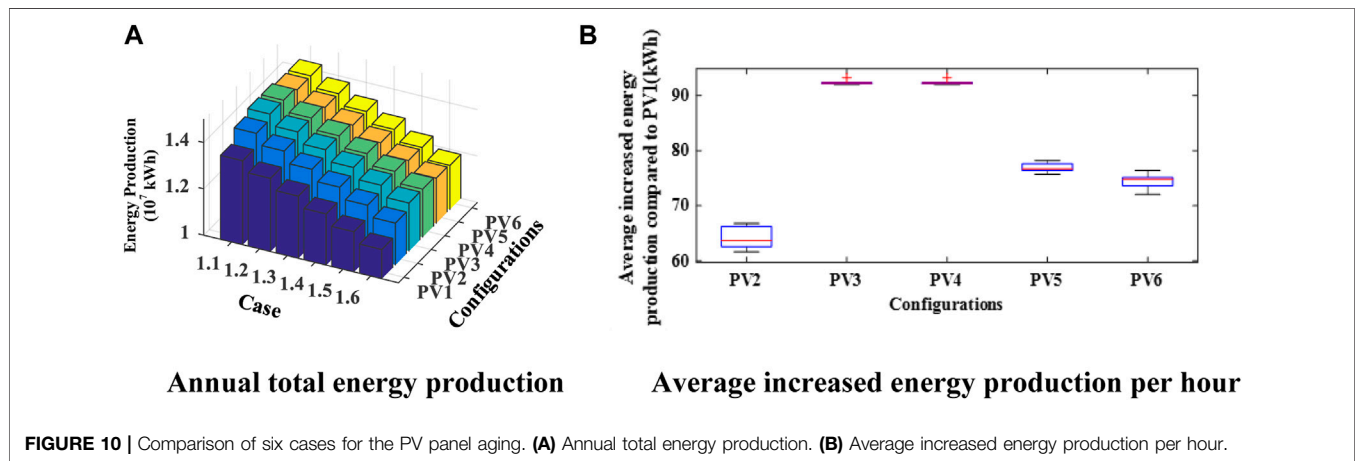 A
Energy Production
(10⁷ kWh)
1.4
1.2
1
1.1
1.2
1.3
1.4
1.5
1.6
Case
PV6
PV5
PV4
PV3
PV2
PV1
Configurations
Annual total energy production
B
Average increased energy
production compared to PV1(kWh)
90
80
70
60
PV2 PV3 PV4 PV5 PV6
Configurations
Average increased energy production per hour
FIGURE 10 | Comparison of six cases for the PV panel aging. (A) Annual total energy production. (B) Average increased energy production per hour.